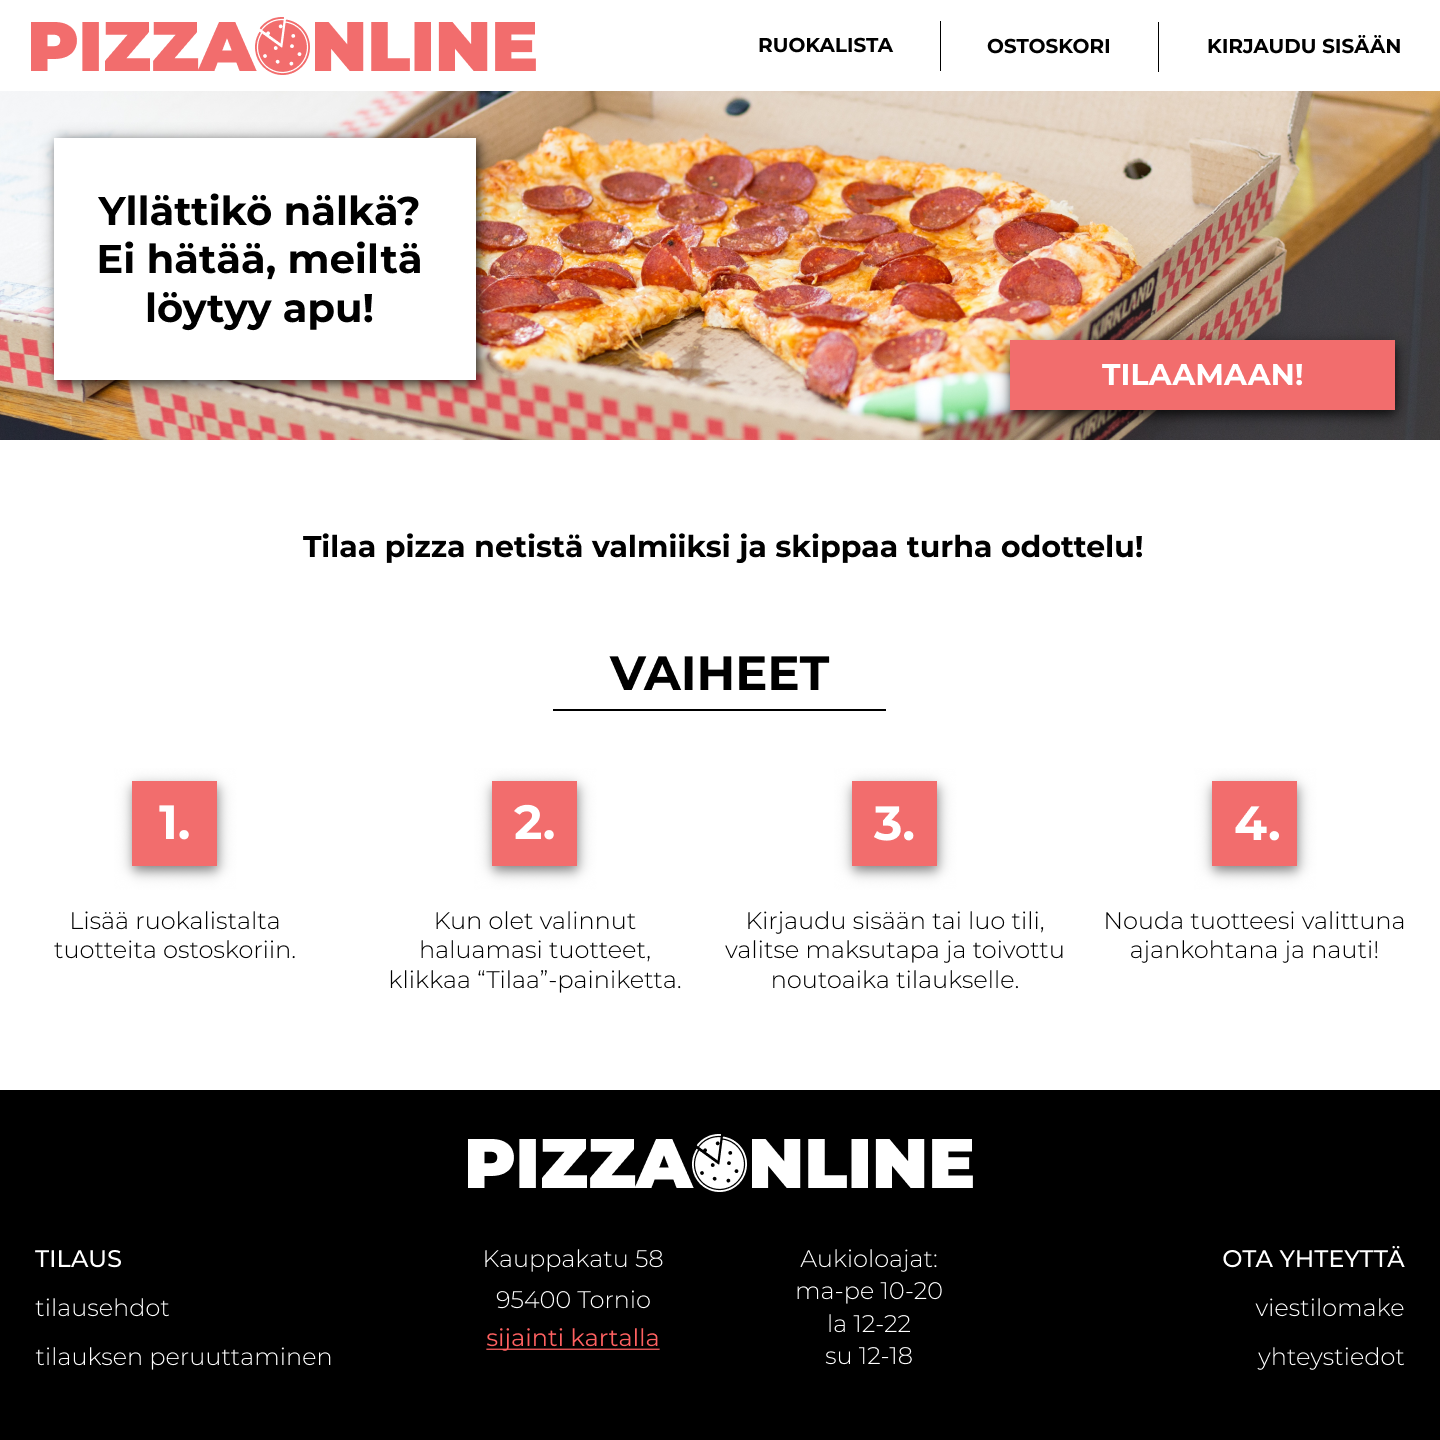 PIZZAONLINE
RUOKALISTA
OSTOSKORI
KIRJAUDU SISÄÄN
Yllättikö nälkä?
Ei hätää, meiltä
löytyy apu!
KIRKLAND
KIRKLAND
TILAAMAAN!
Tilaa pizza netistä valmiiksi ja skippaa turha odottelu!
VAIHEET
1.
Lisää ruokalistalta
tuotteita ostoskoriin.
2.
Kun olet valinnut
haluamasi tuotteet,
klikkaa “Tilaa”-painiketta.
3.
Kirjaudu sisään tai luo tili,
valitse maksutapa ja toivottu
noutoaika tilaukselle.
4.
Nouda tuotteesi valittuna
ajankohtana ja nauti!
PIZZAONLINE
TILAUS
tilausehdot
tilauksen peruuttaminen
Kauppakatu 58
95400 Tornio
sijainti kartalla
Aukioloajat:
ma-pe 10-20
la 12-22
su 12-18
OTA YHTEYTTÄ
viestilomake
yhteystiedot